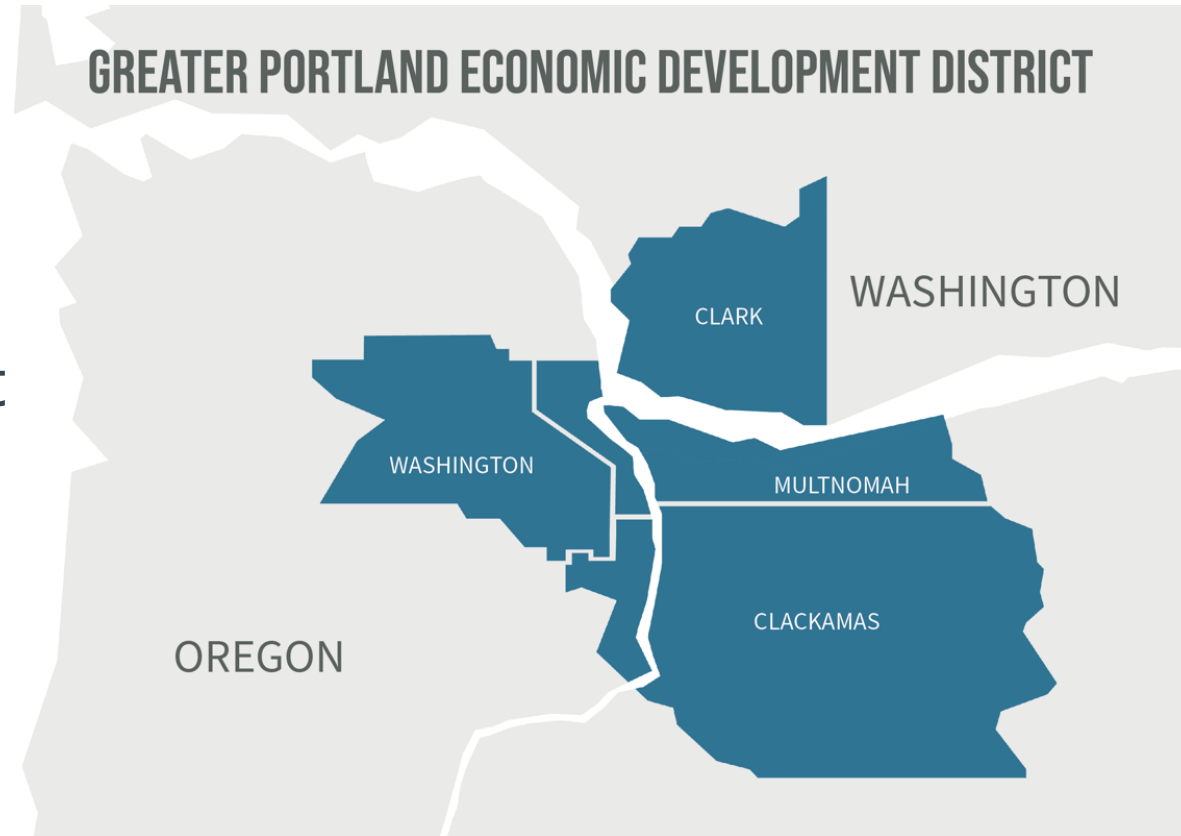 GREATER PORTLAND ECONOMIC DEVELOPMENT DISTRICT
WASHINGTON
CLARK
WASHINGTON
MULTNOMAH
CLACKAMAS
OREGON